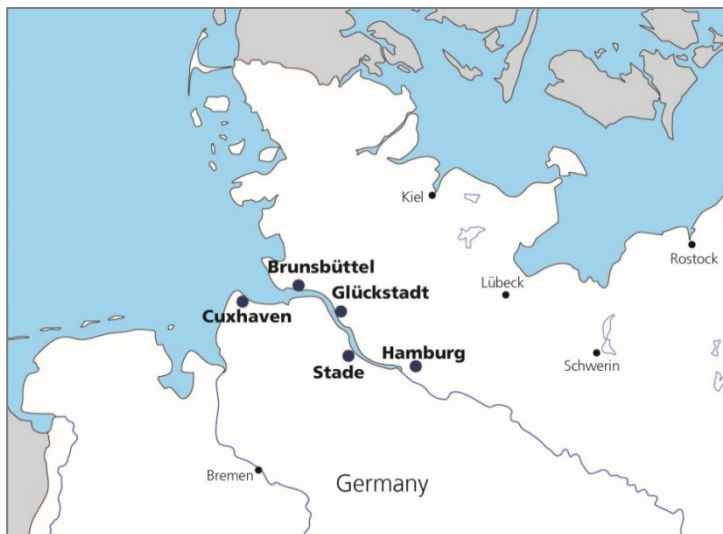 Kiel
Rostock
Brunsbüttel
Lübeck
Glückstadt
Cuxhaven
Hamburg
Schwerin
Stade
Bremen
Germany